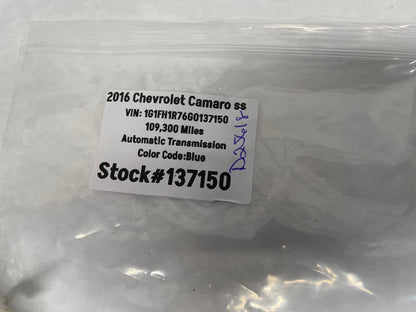 2016 Chevrolet Camaro ss
VIN: 1G1FH1R76G0137150
109,300 Miles
Automatic Transmission
Color Code:Blue
Stock#137150